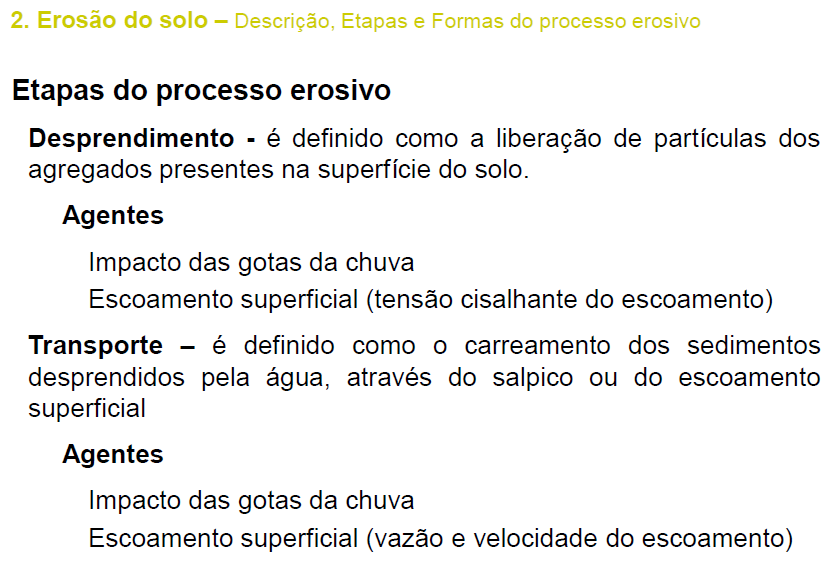 2. Erosão do solo – Descrição, Etapas e Formas do processo erosivo
Etapas do processo erosivo
Desprendimento - é definido como a liberação de partículas dos
agregados presentes na superfície do solo.
Agentes
Impacto das gotas da chuva
Escoamento superficial (tensão cisalhante do escoamento)
Transporte – é definido como o carreamento dos sedimentos
desprendidos pela água, através do salpico ou do escoamento
superficial
Agentes
Impacto das gotas da chuva
Escoamento superficial (vazão e velocidade do escoamento)